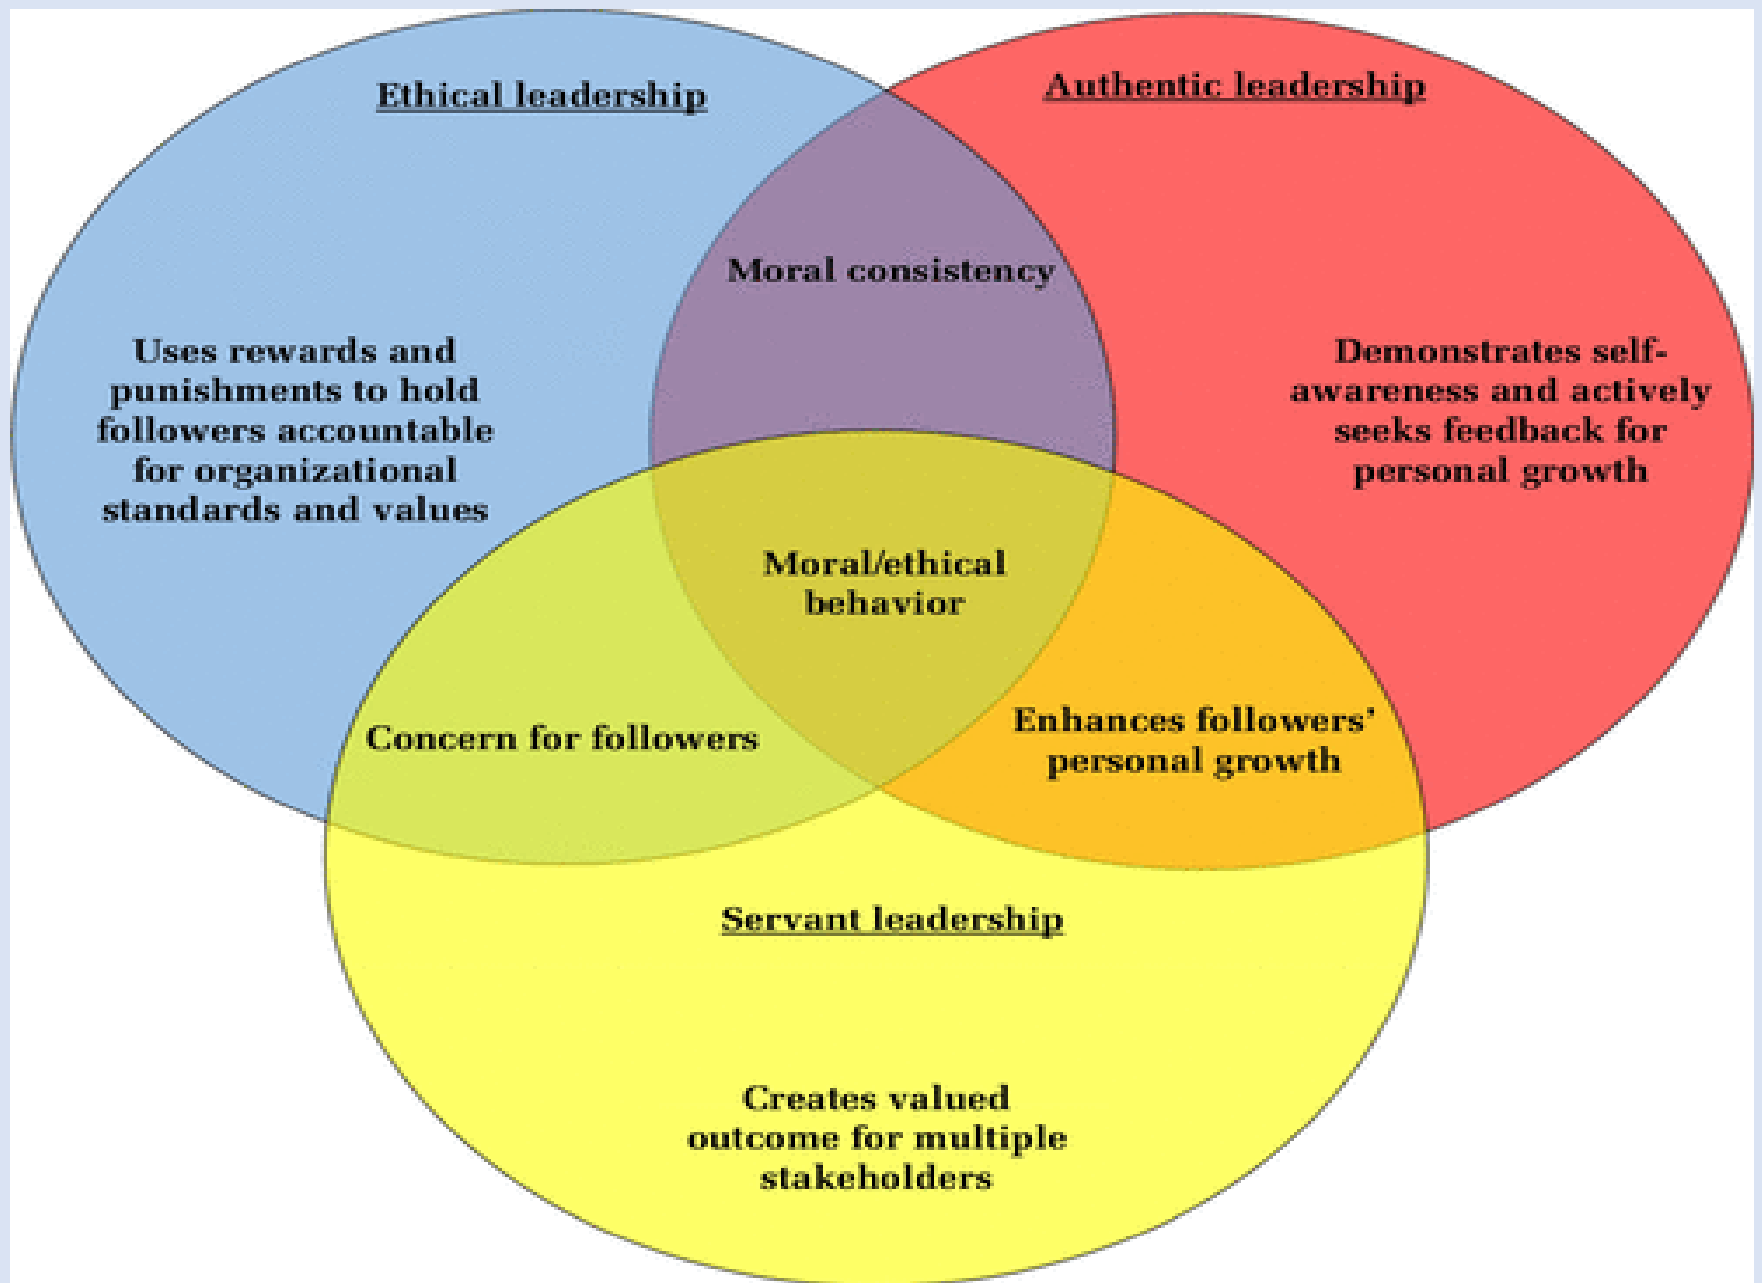 Ethical leadership
Authentic leadership
Moral consistency
Uses rewards and
punishments to hold
followers accountable
for organizational
standards and values
Demonstrates self-
awareness and actively
seeks feedback for
personal growth
Moral/ethical
behavior
Concern for followers
Enhances followers’
personal growth
Servant leadership
Creates valued
outcome for multiple
stakeholders